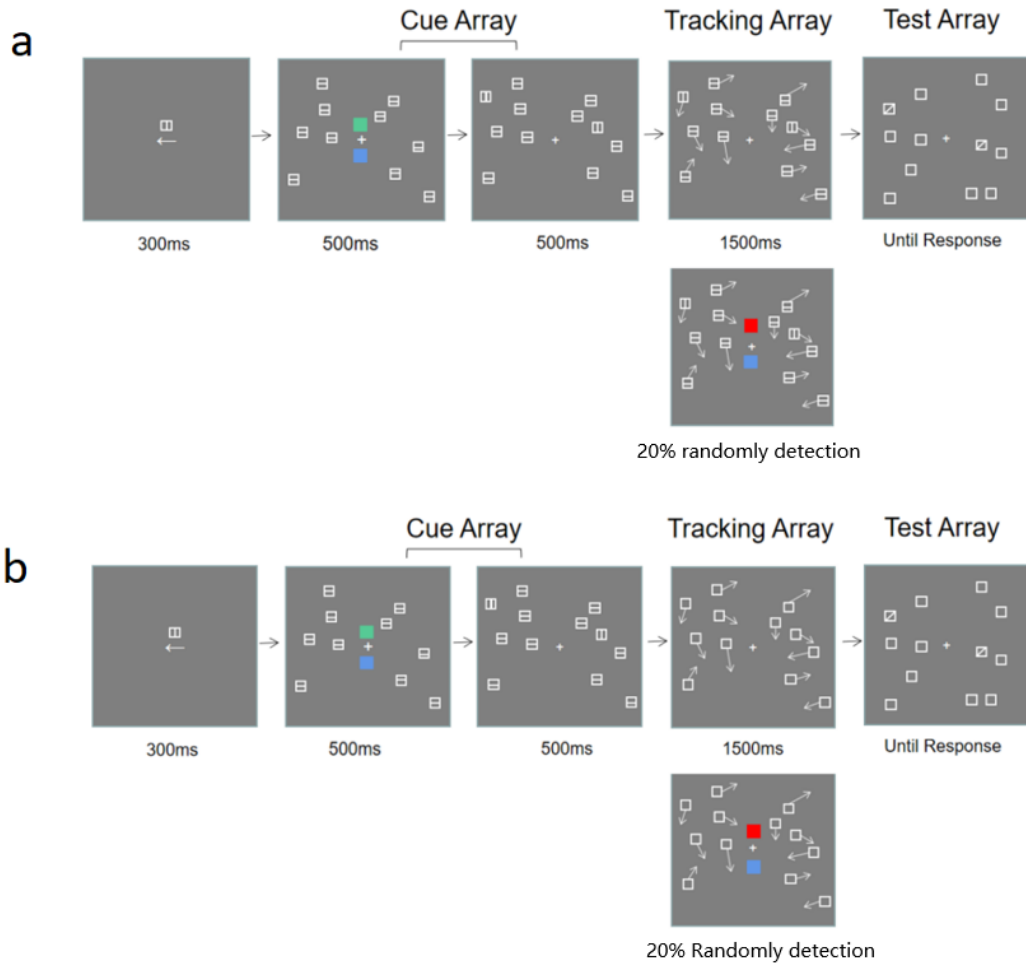 a
Cue Array
Tracking Array
Test Array
300ms
500ms
500ms
1500ms
Until Response
20% randomly detection
b
Cue Array
Tracking Array
Test Array
300ms
500ms
500ms
1500ms
Until Response
20% Randomly detection